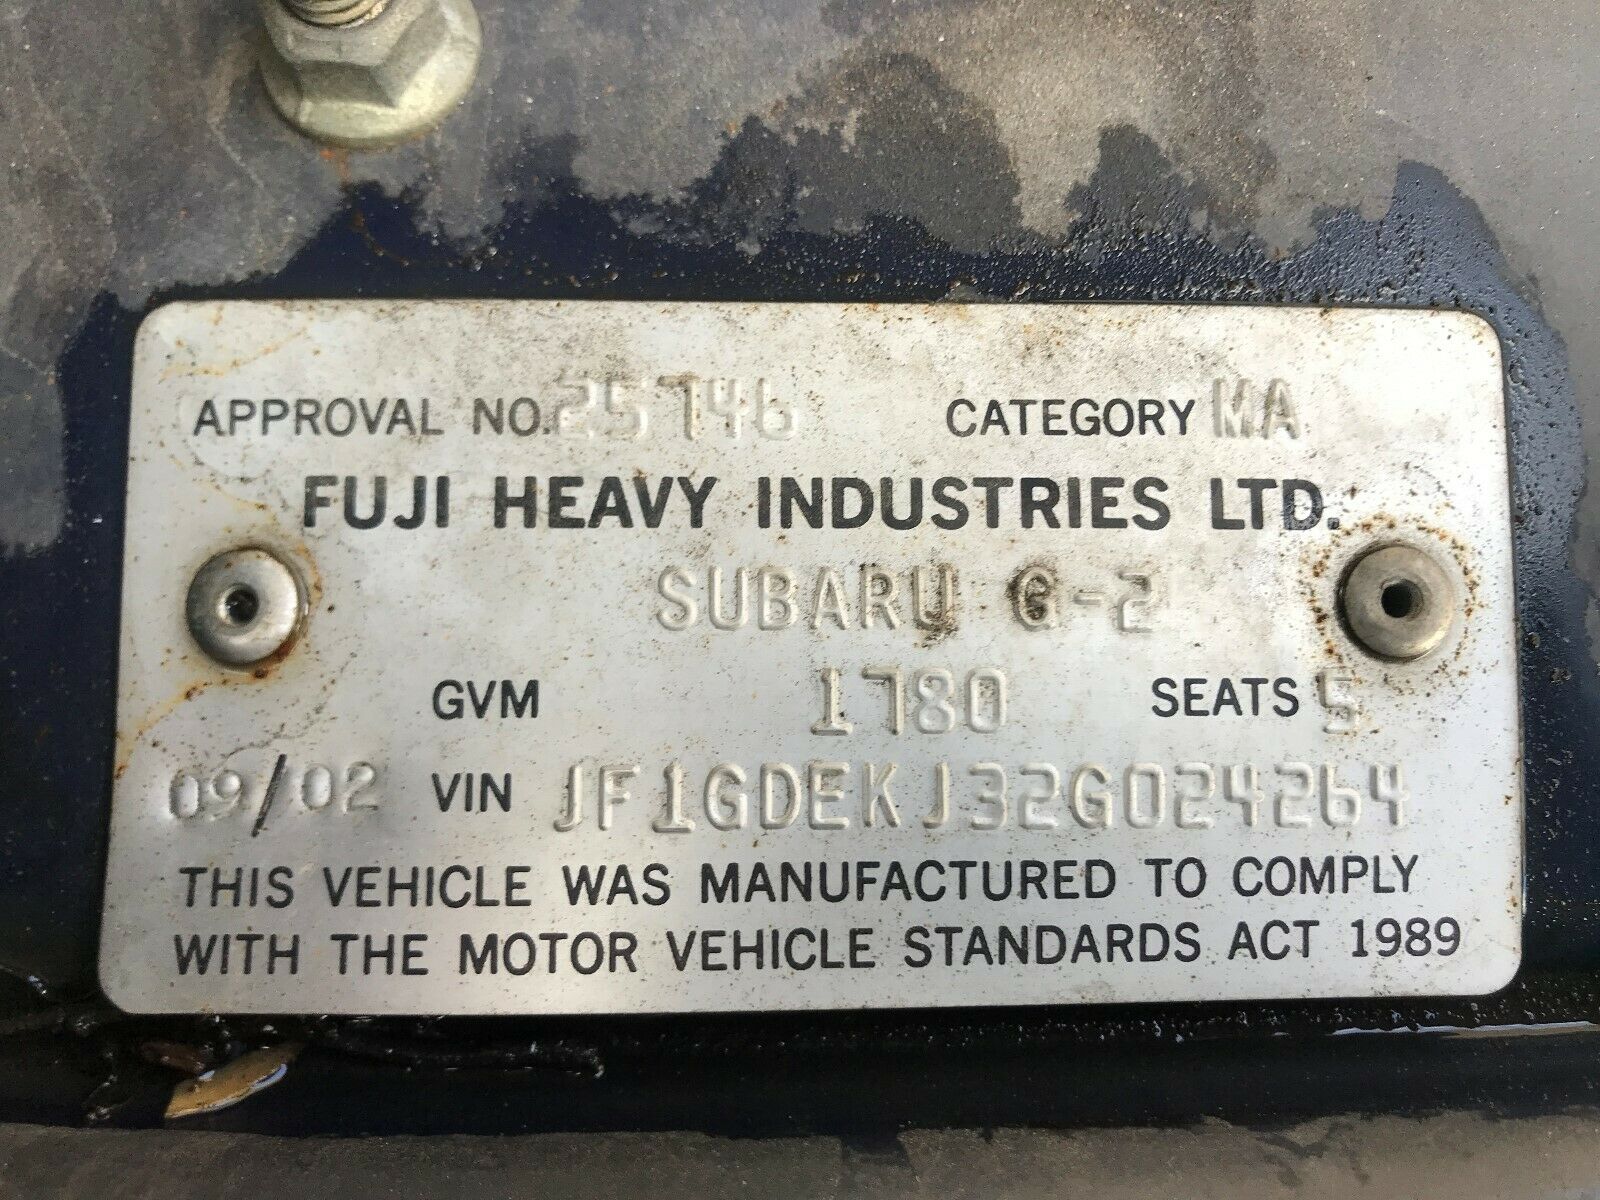 APPROVAL NO. 25746 CATEGORY MA
FUJI HEAVY INDUSTRIES LTD.
SUBARU G-2
GVM 1780 SEATS 5
09/02 VIN JF1GDEKJ32G024264
THIS VEHICLE WAS MANUFACTURED TO COMPLY
WITH THE MOTOR VEHICLE STANDARDS ACT 1989